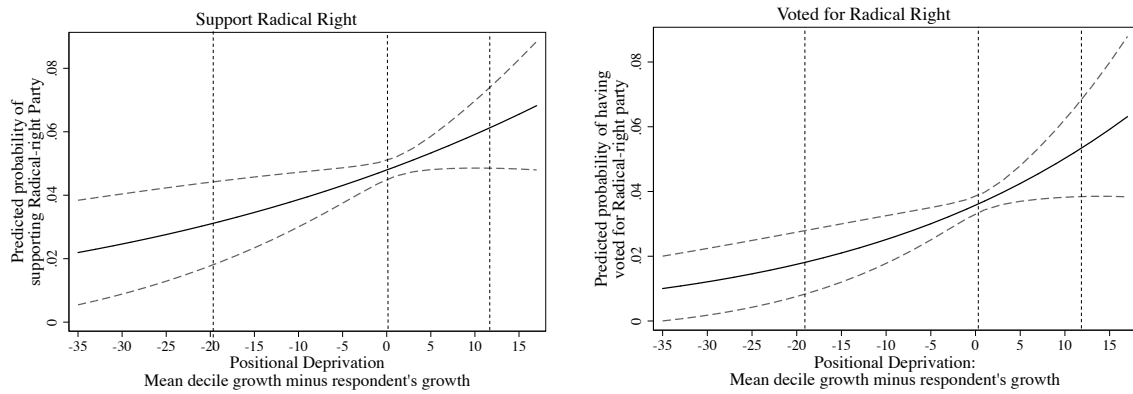 Support Radical Right
Predicted probability of
supporting Radical-right Party
0 .02 .04 .06 .08
-35 -30 -25 -20 -15 -10 -5 0 5 10 15
Positional Deprivation
Mean decile growth minus respondent's growth
Voted for Radical Right
Predicted probability of having
voted for Radical-right party
0 .02 .04 .06 .08
-35 -30 -25 -20 -15 -10 -5 0 5 10 15
Positional Deprivation:
Mean decile growth minus respondent's growth